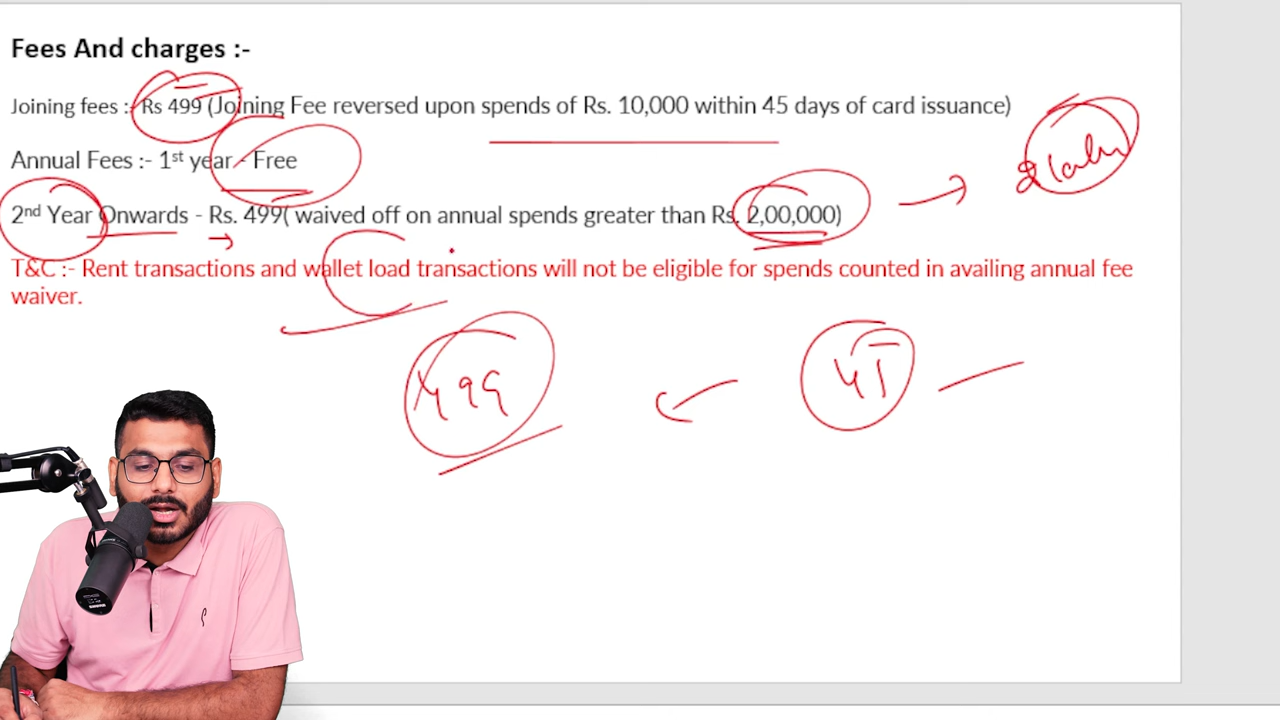 Fees And charges :-
Joining fees :- Rs 499 (Joining Fee reversed upon spends of Rs. 10,000 within 45 days of card issuance)
Annual Fees :- 1st year - Free
2 lakh
2nd Year Onwards - Rs. 499( waived off on annual spends greater than Rs. 2,00,000)
T&C :- Rent transactions and wallet load transactions will not be eligible for spends counted in availing annual fee
waiver.
499
45